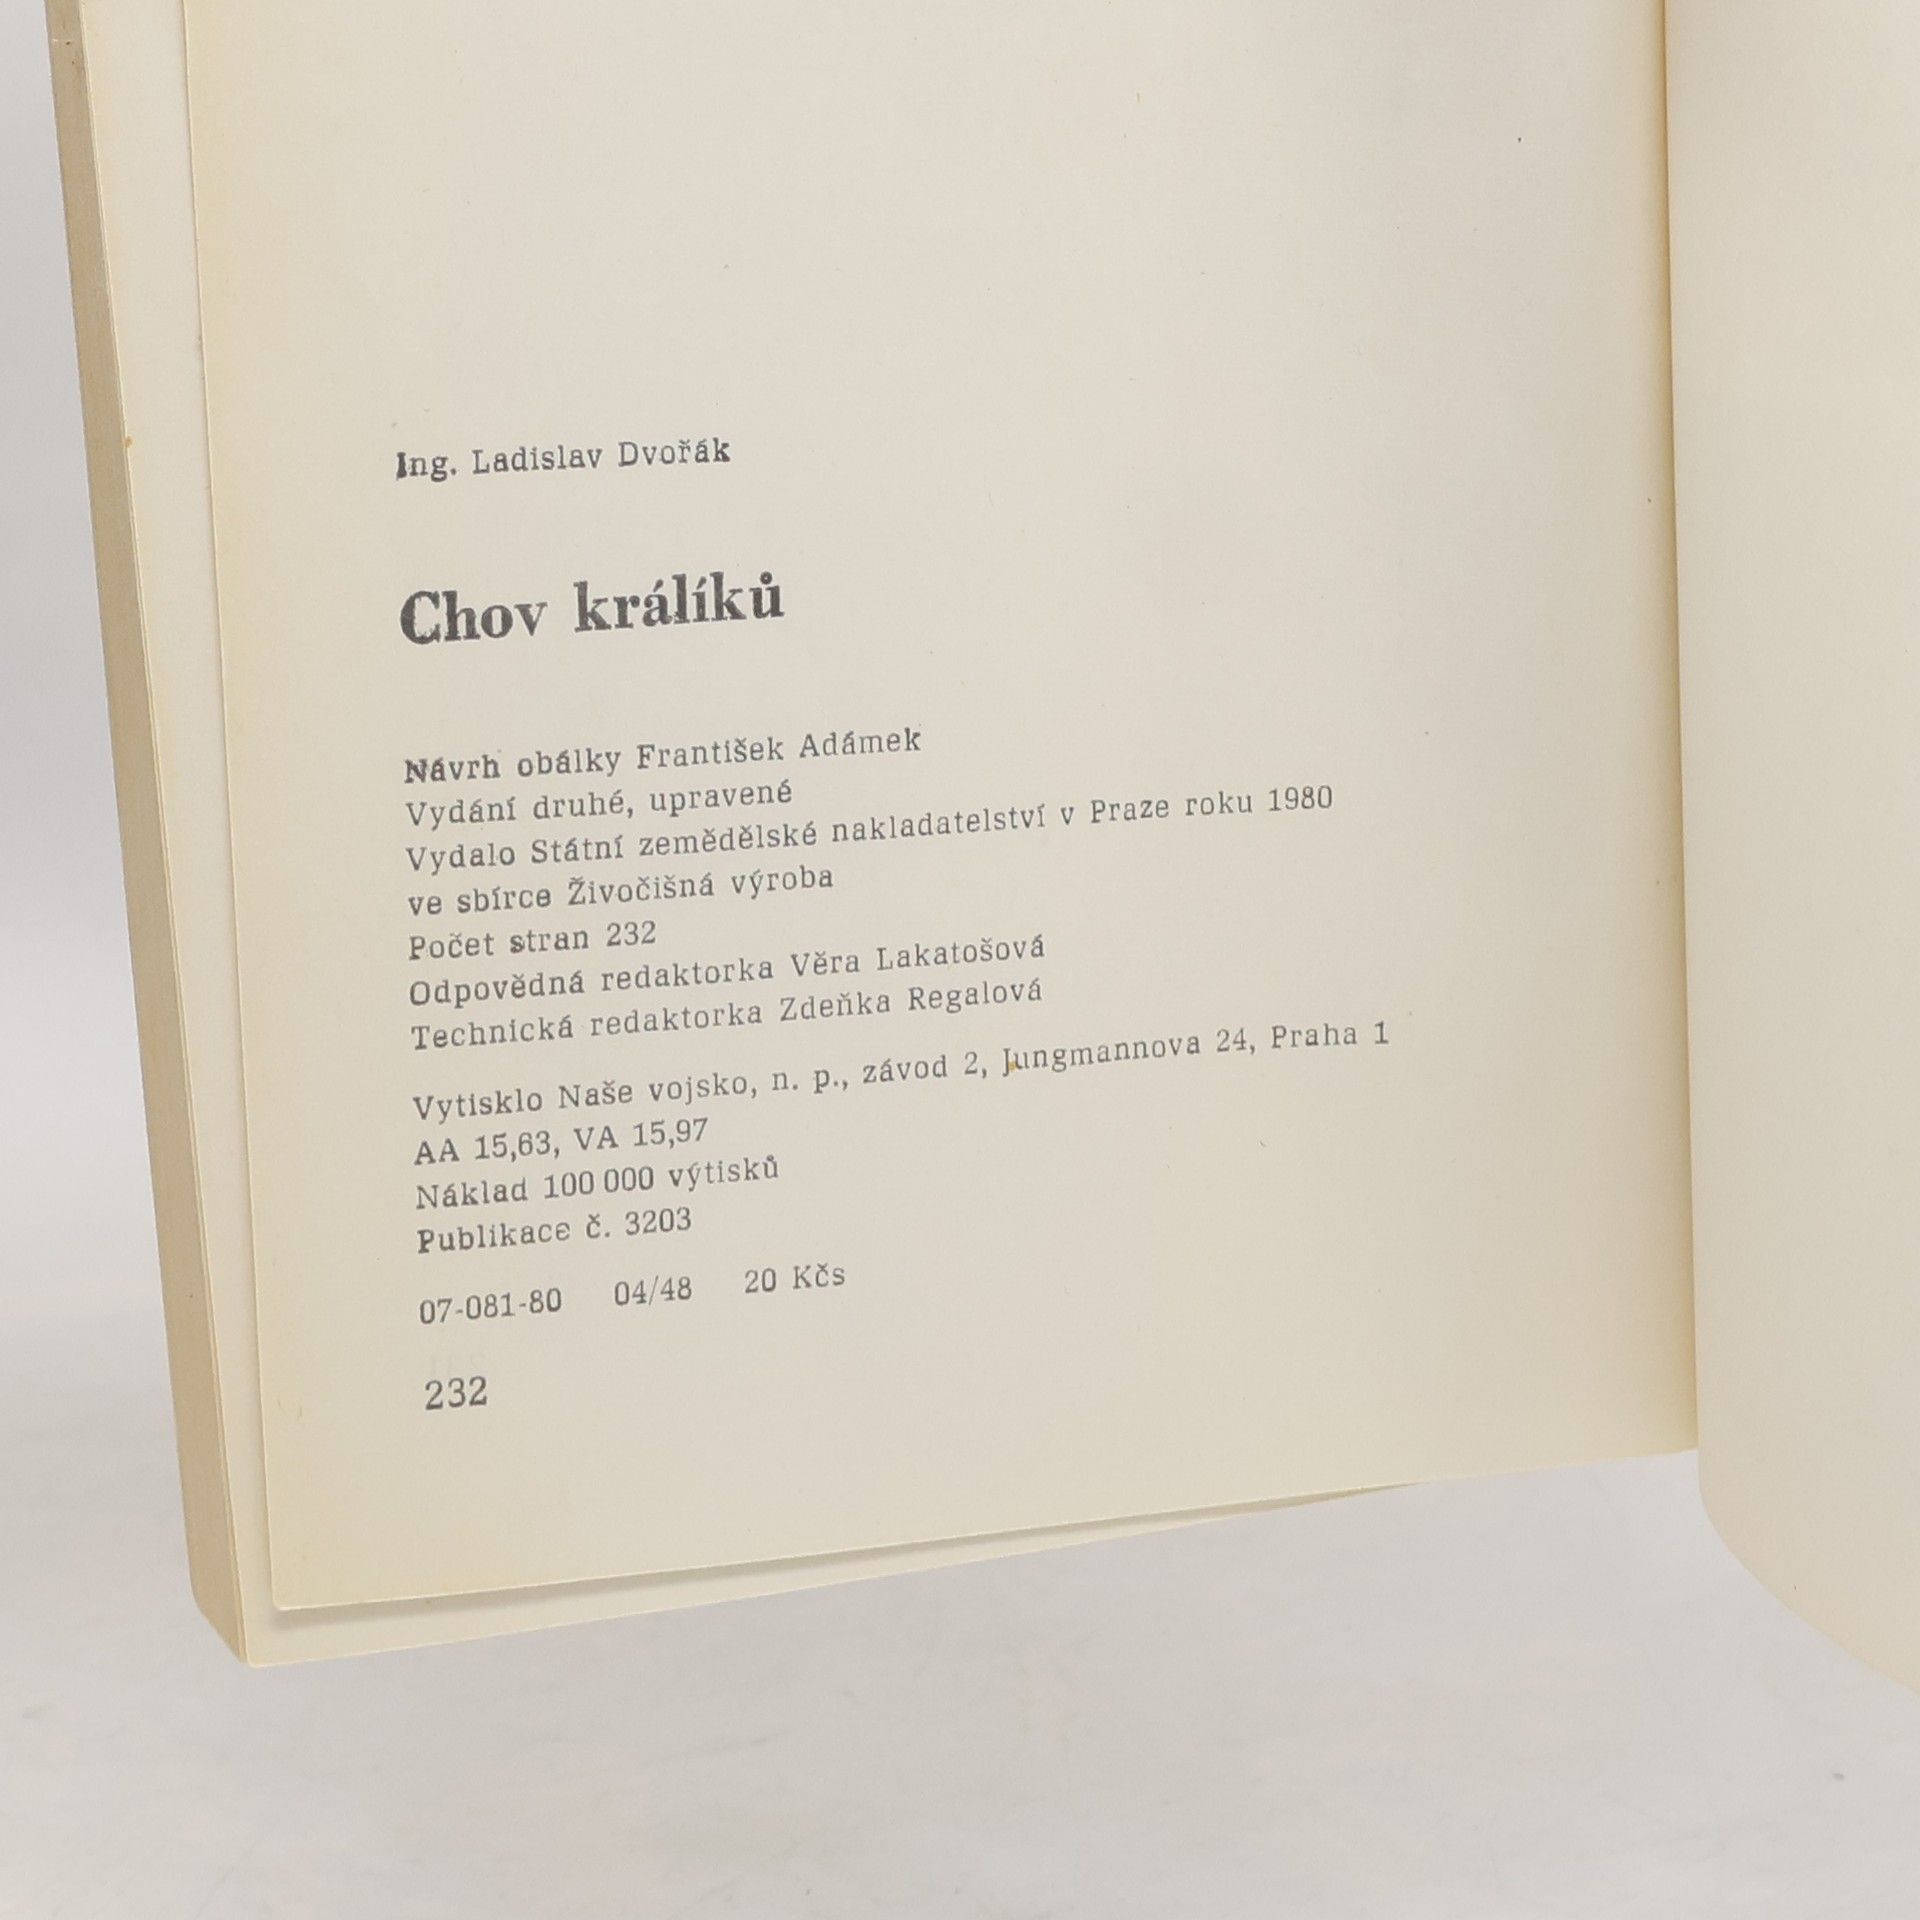 Ing. Ladislav Dvořák
Chov králíků
Návrh obálky František Adámek
Vydání druhé, upravené
Vydalo Státní zemědělské nakladatelství v Praze roku 1980
ve sbírce Živočišná výroba
Počet stran 232
Odpovědná redaktorka Věra Lakatošová
Technická redaktorka Zdeňka Regalová
Vytisklo Naše vojsko, n. p., závod 2, Jungmannova 24, Praha 1
AA 15,63, VA 15,97
Náklad 100 000 výtisků
Publikace č. 3203
07-081-80 04/48 20 Kčs
232